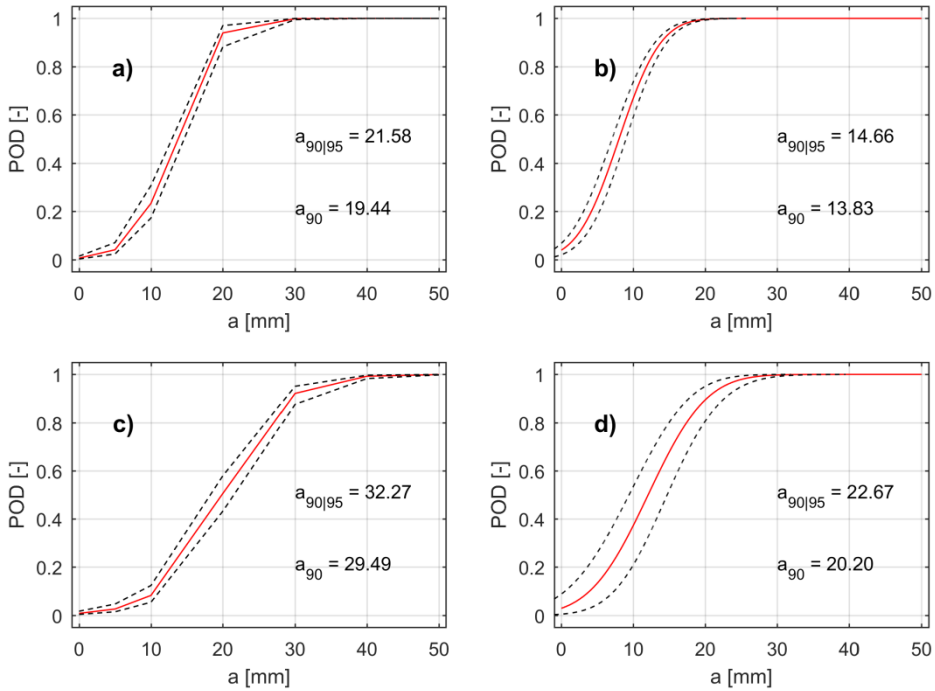 1
0.8
0.6
0.4
0.2
0
POD [-]
a)
a90|95 = 21.58
a90 = 19.44
0 10 20 30 40 50
a [mm]
1
0.8
0.6
0.4
0.2
0
POD [-]
b)
a90|95 = 14.66
a90 = 13.83
0 10 20 30 40 50
a [mm]
1
0.8
0.6
0.4
0.2
0
POD [-]
c)
a90|95 = 32.27
a90 = 29.49
0 10 20 30 40 50
a [mm]
1
0.8
0.6
0.4
0.2
0
POD [-]
d)
a90|95 = 22.67
a90 = 20.20
0 10 20 30 40 50
a [mm]